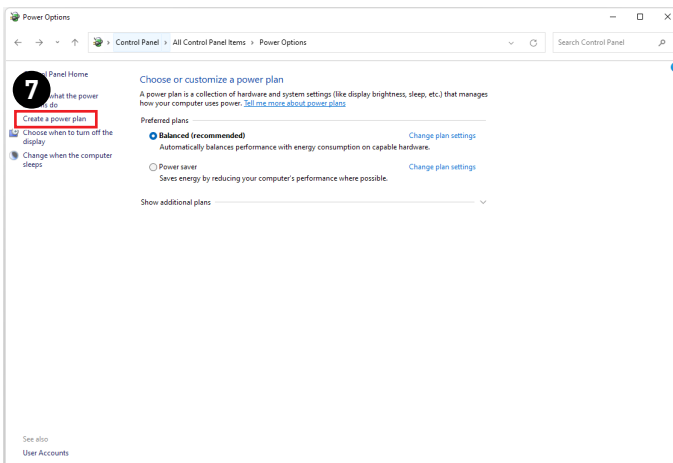 Power Options
Control Panel > All Control Panel Items > Power Options
Search Control Panel
7
Panel Home
what the power
do
Create a power plan
Choose when to turn off the
display
Change when the computer
sleeps
Choose or customize a power plan
A power plan is a collection of hardware and system settings (like display brightness, sleep, etc.) that manages
how your computer uses power. Tell me more about power plans
Preferred plans
Balanced (recommended) Change plan settings
Automatically balances performance with energy consumption on capable hardware.
Power saver Change plan settings
Saves energy by reducing your computer's performance where possible.
Show additional plans
See also
User Accounts